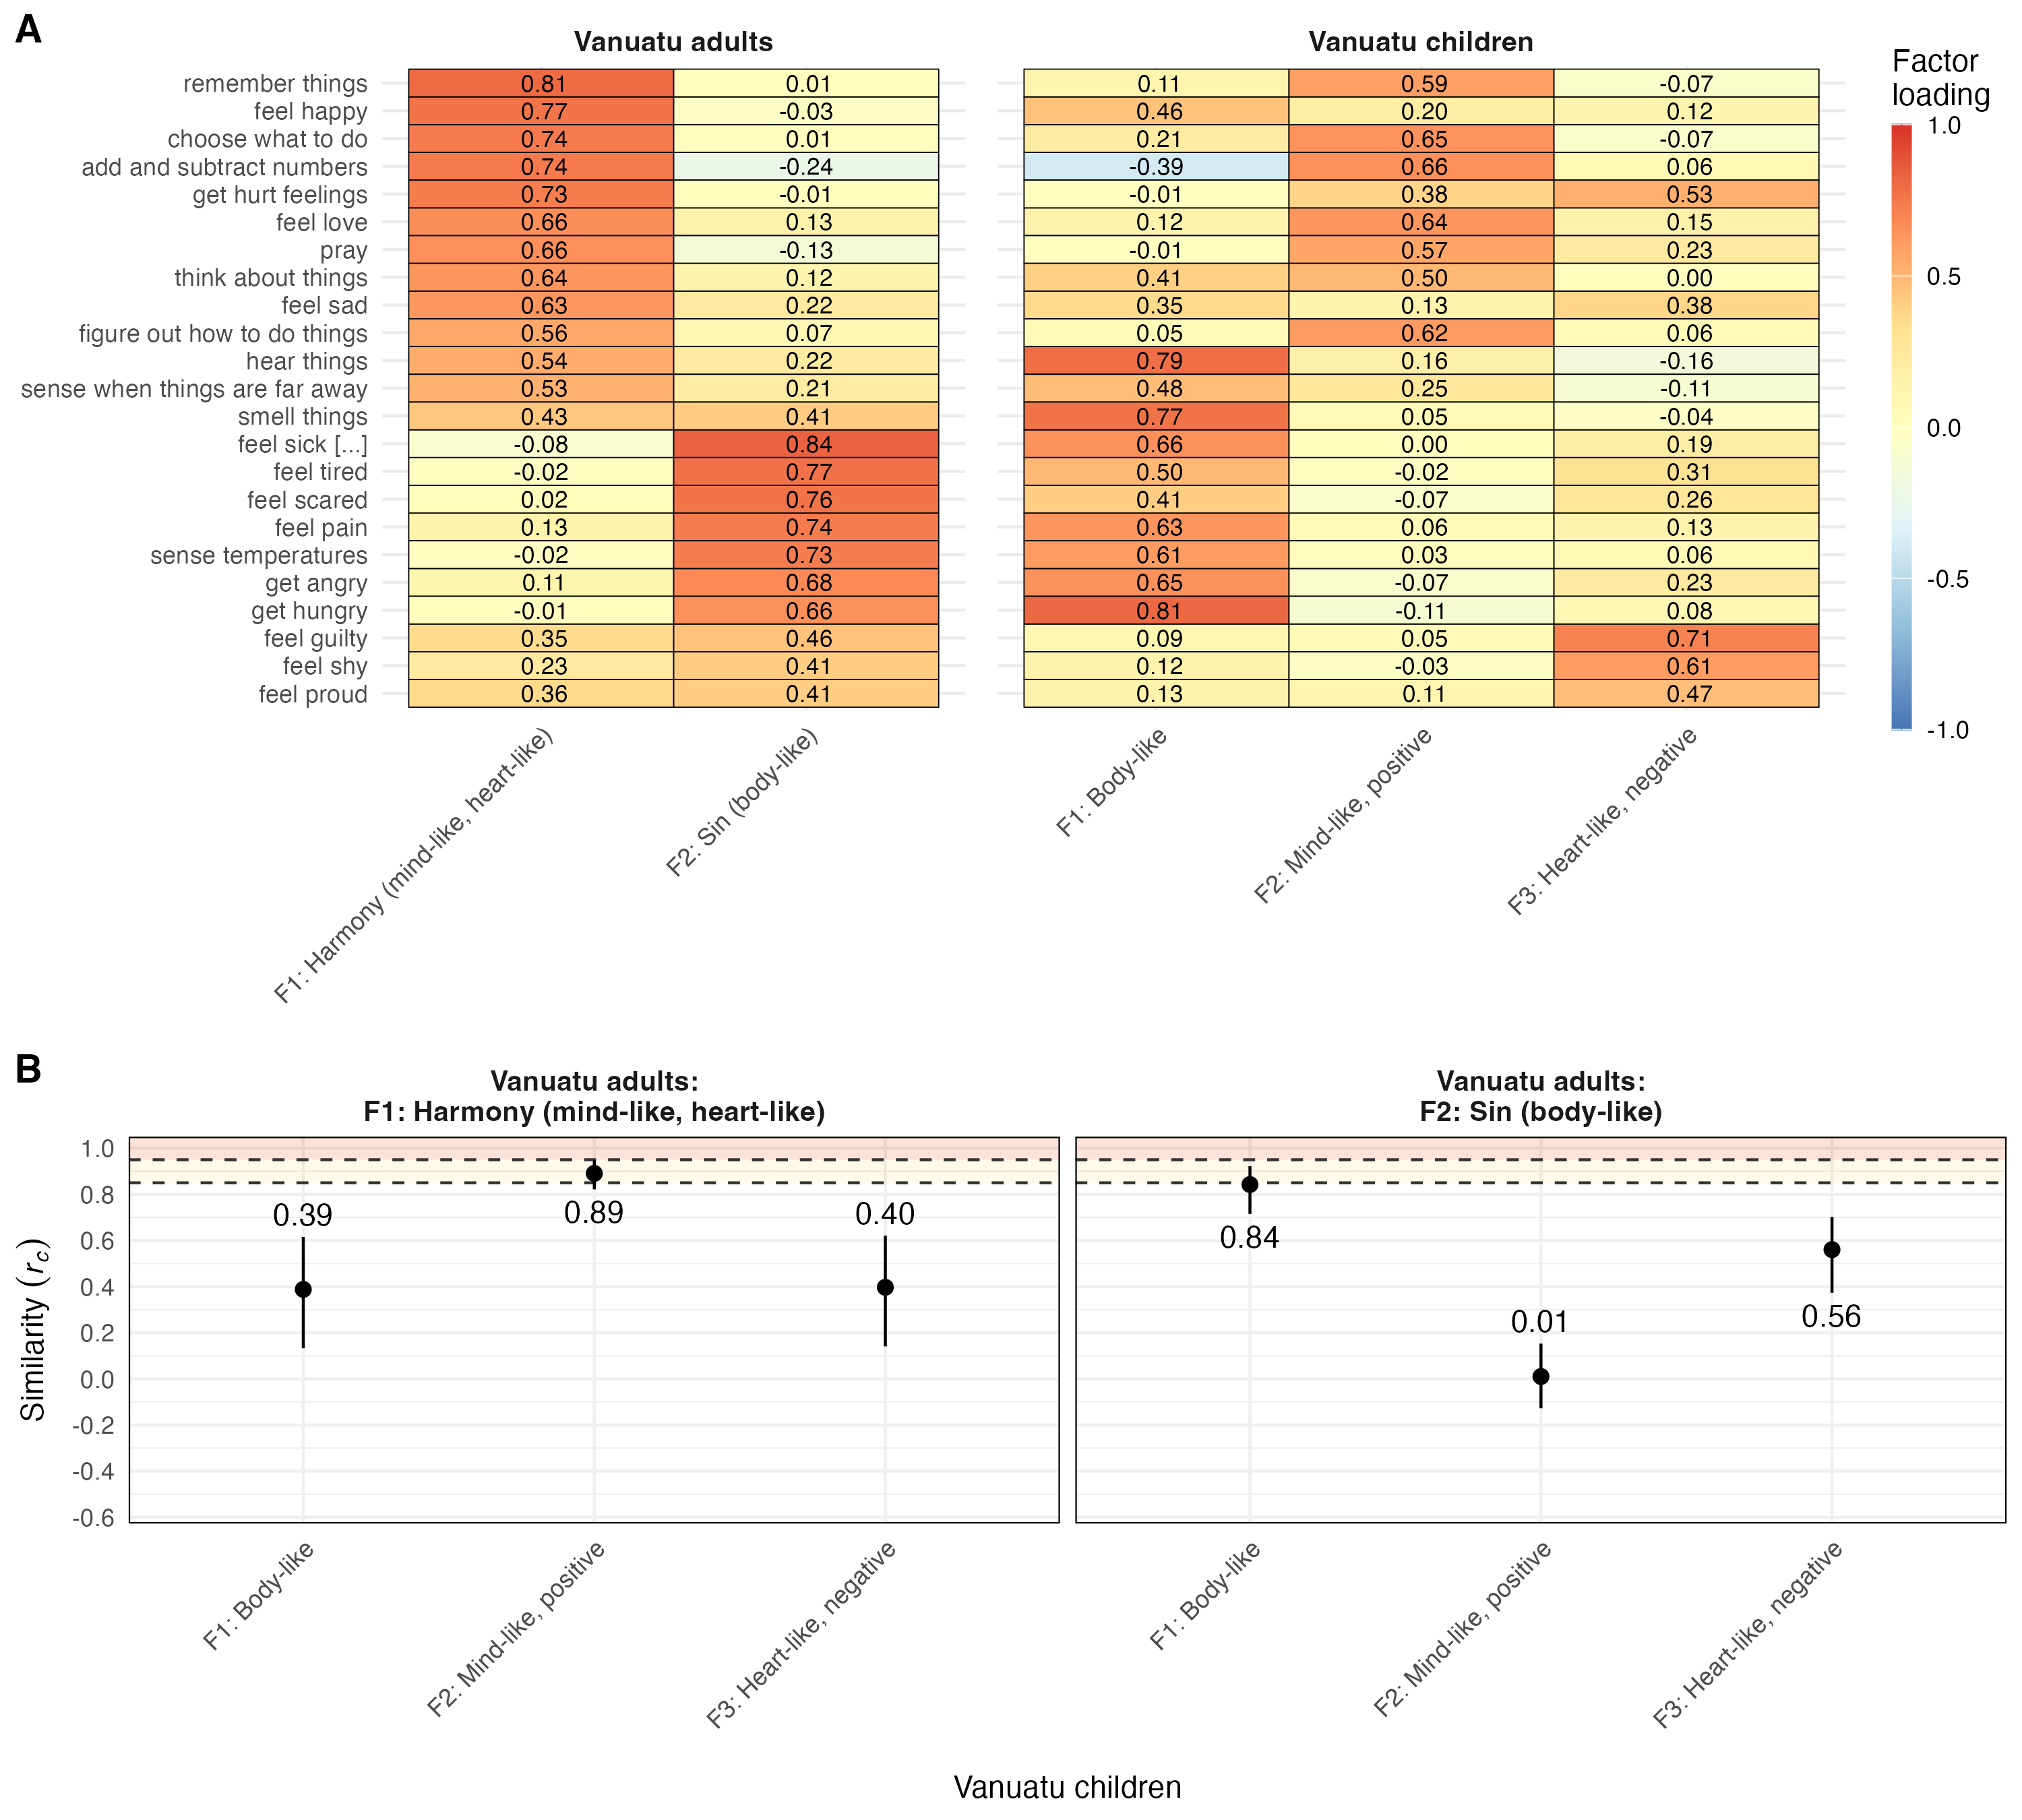 A
Vanuatu adults
Vanuatu children
Factor
loading
remember things 0.81 0.01 0.11 0.59 -0.07
feel happy 0.77 -0.03 0.46 0.20 0.12
choose what to do 0.74 0.01 0.21 0.65 -0.07
add and subtract numbers 0.74 -0.24 -0.39 0.66 0.06
get hurt feelings 0.73 -0.01 -0.01 0.38 0.53
feel love 0.66 0.13 0.12 0.64 0.15
pray 0.66 -0.13 -0.01 0.57 0.23
think about things 0.64 0.12 0.41 0.50 0.00
feel sad 0.63 0.22 0.35 0.13 0.38
figure out how to do things 0.56 0.07 0.05 0.62 0.06
hear things 0.54 0.22 0.79 0.16 -0.16
sense when things are far away 0.53 0.21 0.48 0.25 -0.11
smell things 0.43 0.41 0.77 0.05 -0.04
feel sick [...] -0.08 0.84 0.66 0.00 0.19
feel tired -0.02 0.77 0.50 -0.02 0.31
feel scared 0.02 0.76 0.41 -0.07 0.26
feel pain 0.13 0.74 0.63 0.06 0.13
sense temperatures -0.02 0.73 0.61 0.03 0.06
get angry 0.11 0.68 0.65 -0.07 0.23
get hungry -0.01 0.66 0.81 -0.11 0.08
feel guilty 0.35 0.46 0.09 0.05 0.71
feel shy 0.23 0.41 0.12 -0.03 0.61
feel proud 0.36 0.41 0.13 0.11 0.47
1.0
0.5
0.0
-0.5
-1.0
F1: Harmony (mind-like, heart-like)
F2: Sin (body-like)
F1: Body-like
F2: Mind-like, positive
F3: Heart-like, negative
B
Vanuatu adults:
F1: Harmony (mind-like, heart-like)
Vanuatu adults:
F2: Sin (body-like)
Similarity (rc)
1.0
0.8
0.6
0.4
0.2
0.0
-0.2
-0.4
-0.6
0.39
0.89
0.40
0.84
0.01
0.56
F1: Body-like
F2: Mind-like, positive
F3: Heart-like, negative
F1: Body-like
F2: Mind-like, positive
F3: Heart-like, negative
Vanuatu children